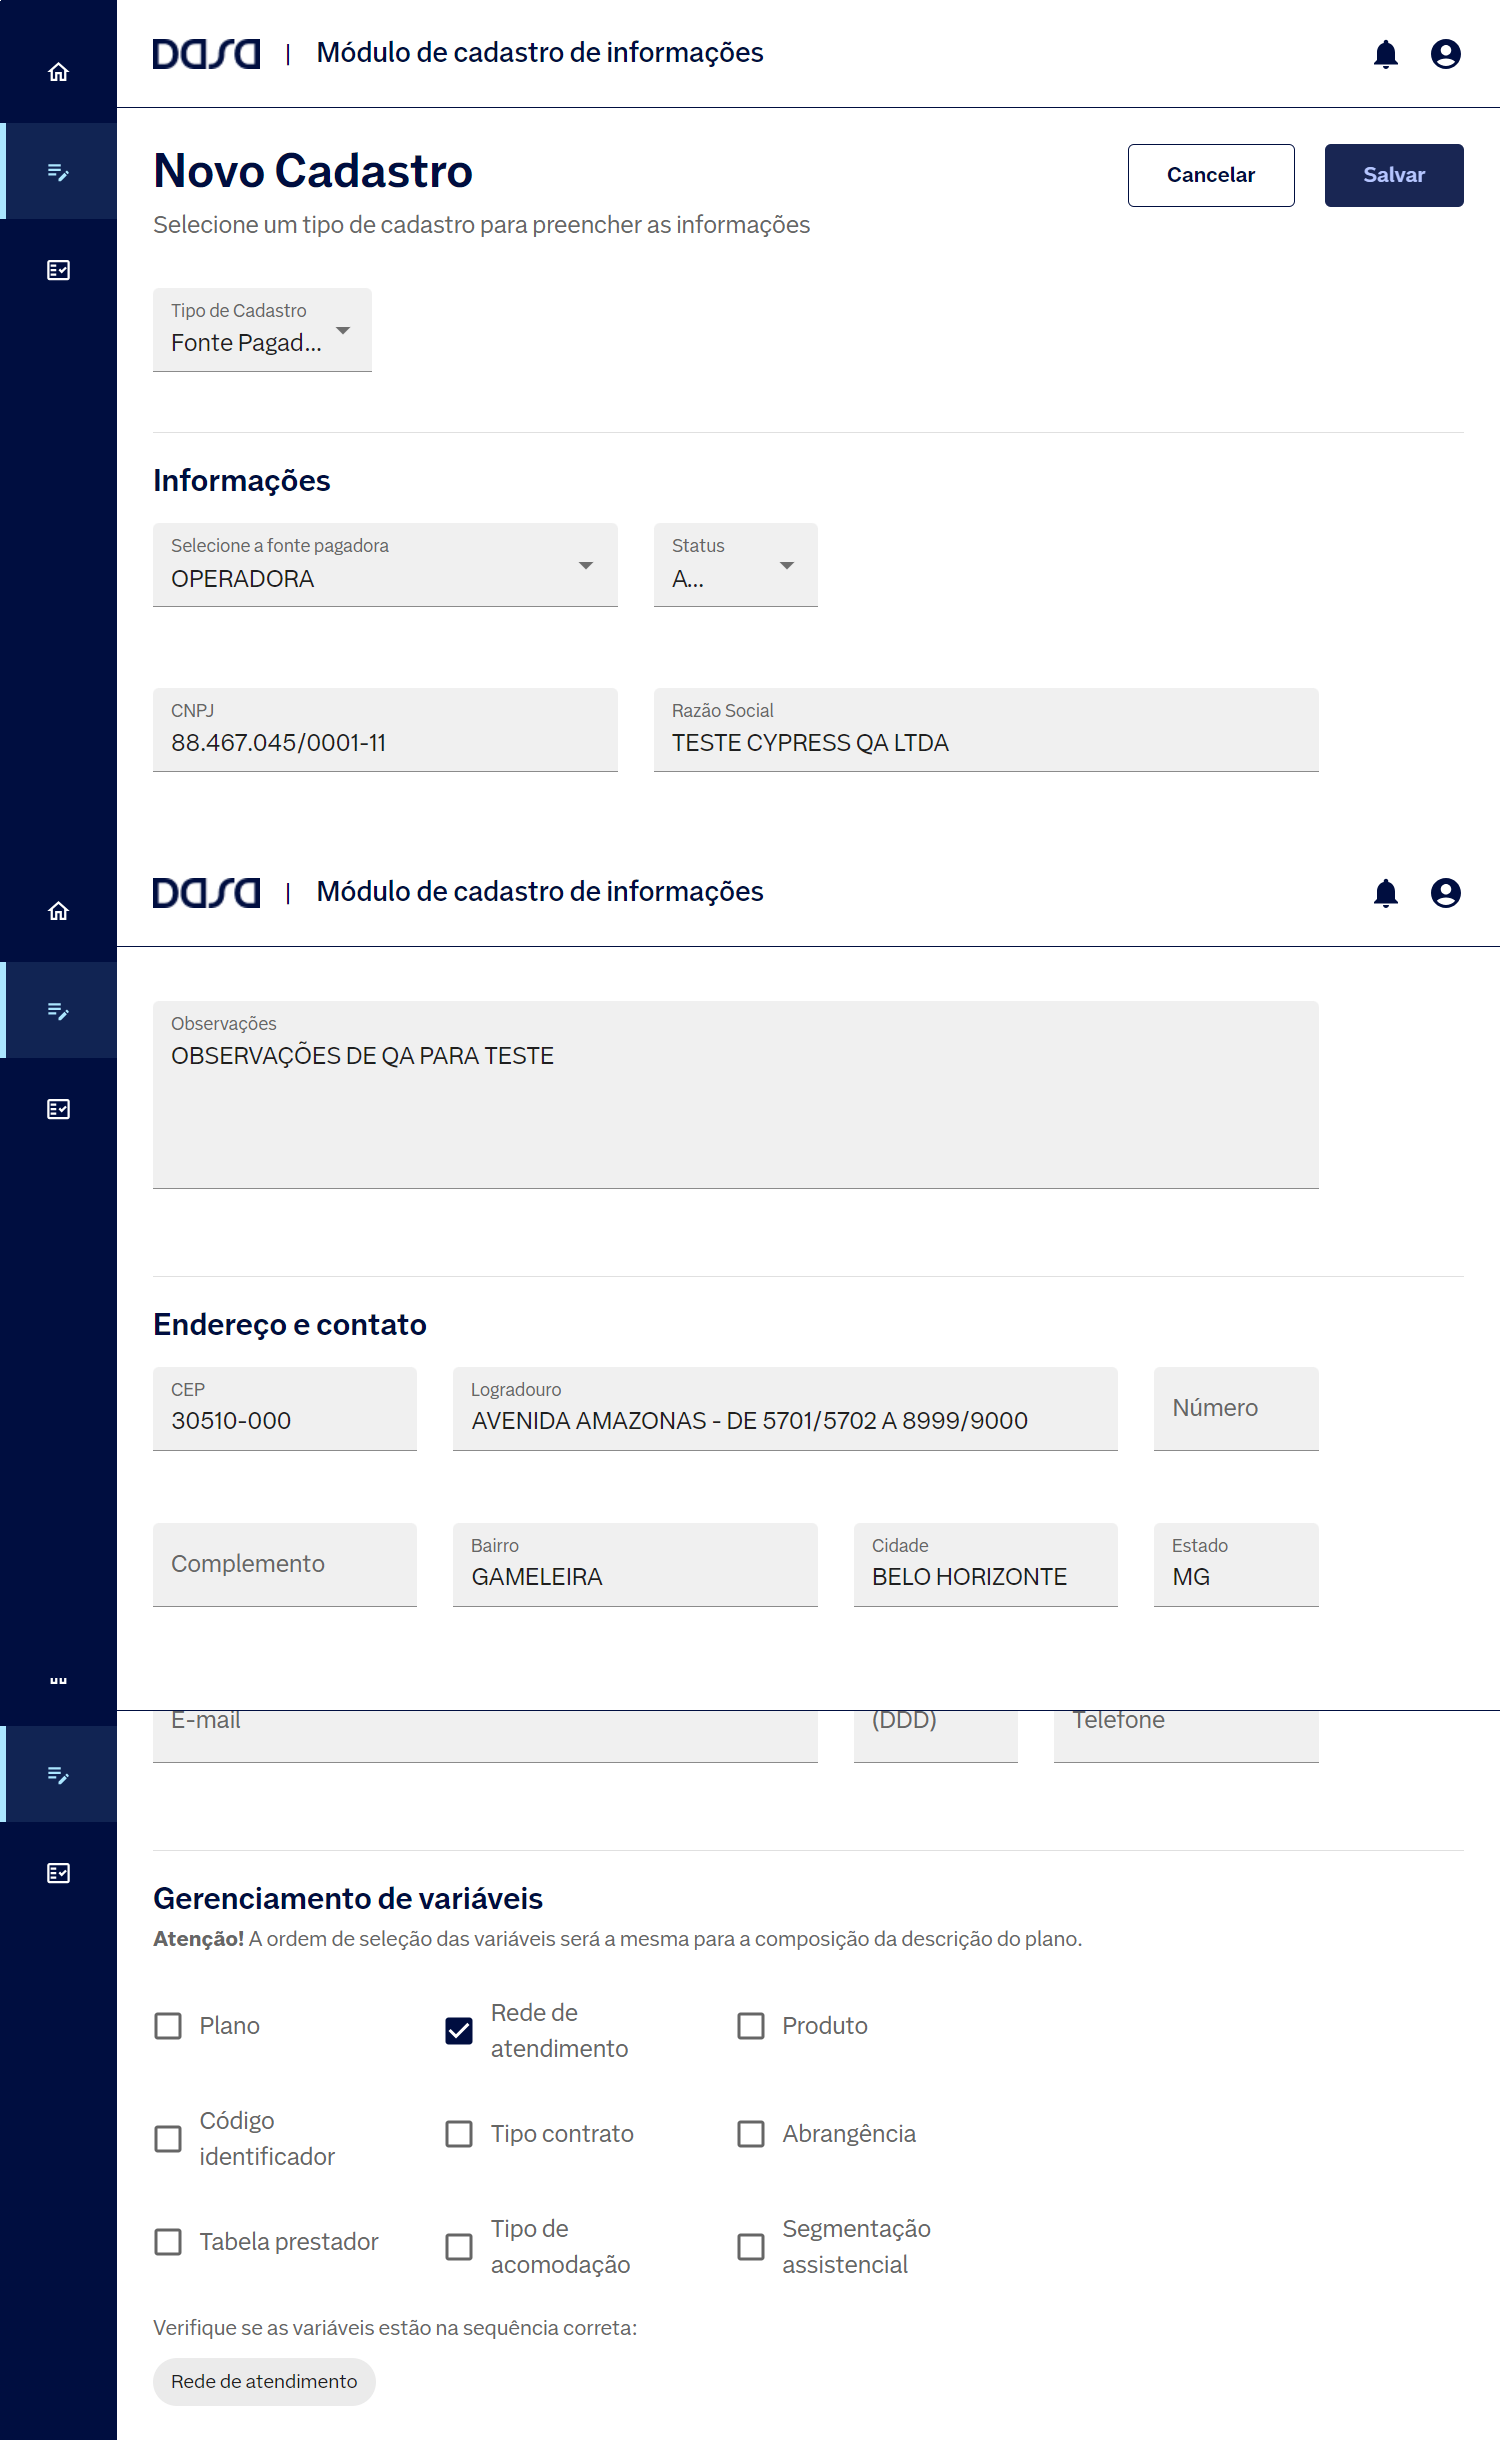 Dasa | Módulo de cadastro de informações
Novo Cadastro
Cancelar
Salvar
Selecione um tipo de cadastro para preencher as informações
Tipo de Cadastro
Fonte Pagad...
Informações
Selecione a fonte pagadora
OPERADORA
Status
A...
CNPJ
88.467.045/0001-11
Razão Social
TESTE CYPRESS QA LTDA
Dasa | Módulo de cadastro de informações
Observações
OBSERVAÇÕES DE QA PARA TESTE
Endereço e contato
CEP
30510-000
Logradouro
AVENIDA AMAZONAS - DE 5701/5702 A 8999/9000
Número
Complemento
Bairro
GAMELEIRA
Cidade
BELO HORIZONTE
Estado
MG
E-mail
(DDD)
Telefone
Gerenciamento de variáveis
Atenção! A ordem de seleção das variáveis será a mesma para a composição da descrição do plano.
Plano
Rede de
atendimento
Produto
Código
identificador
Tipo contrato
Abrangência
Tabela prestador
Tipo de
acomodação
Segmentação
assistencial
Verifique se as variáveis estão na sequência correta:
Rede de atendimento